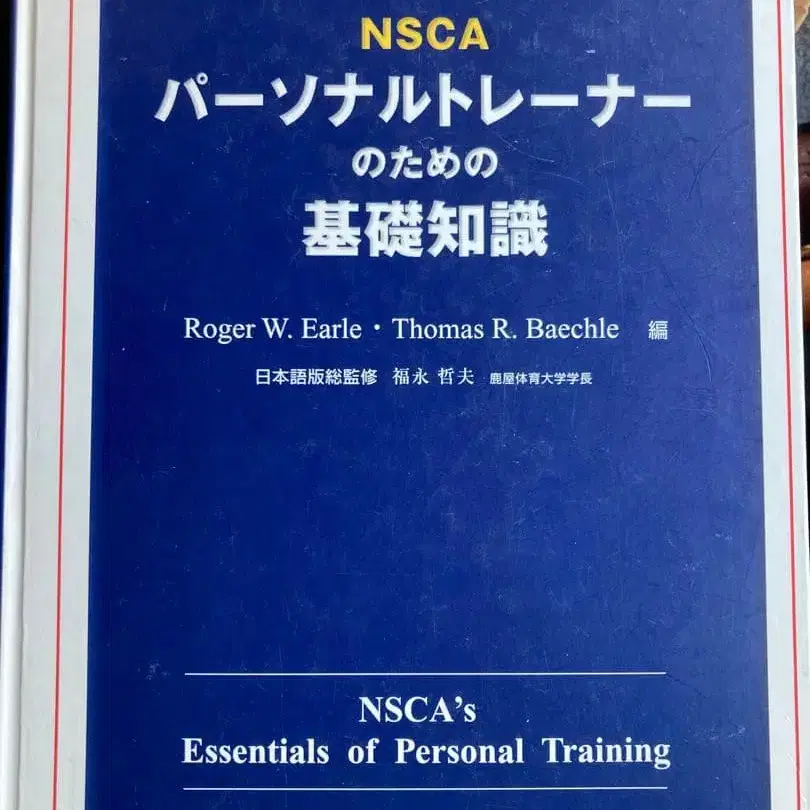 NSCA
パーソナルトレーナー
のための
基礎知識
Roger W. Earle・Thomas R. Baechle 編
日本語版総監修 福永 哲夫 鹿屋体育大学学長
NSCA's
Essentials of Personal Training